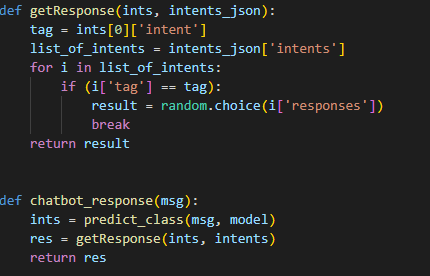 def getResponse(ints, intents_json):
    tag = ints[0]['intent']
    list_of_intents = intents_json['intents']
    for i in list_of_intents:
        if (i['tag'] == tag):
            result = random.choice(i['responses'])
            break
    return result
def chatbot_response(msg):
    ints = predict_class(msg, model)
    res = getResponse(ints, intents)
    return res